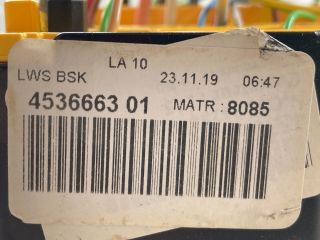 LA 10
LWS BSK 23.11.19 06:47
4536663 01 MATR : 8085